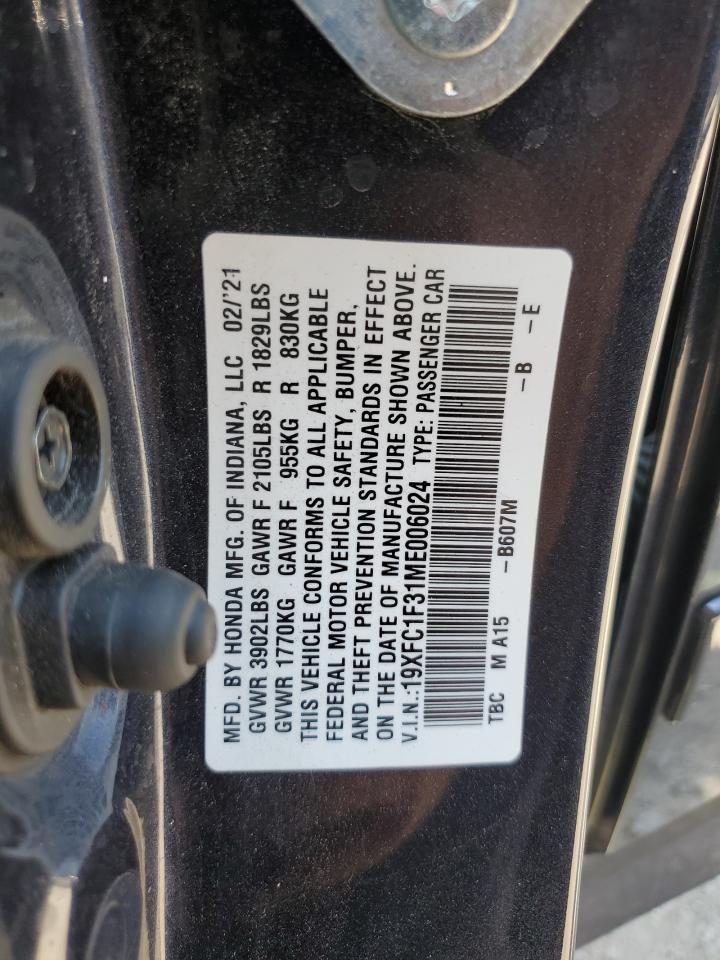 MFD. BY HONDA MFG. OF INDIANA, LLC 02/'21
GVWR 3902LBS GAWR F 2105LBS R 1829LBS
GVWR 1770KG GAWR F 955KG R 830KG
THIS VEHICLE CONFORMS TO ALL APPLICABLE
FEDERAL MOTOR VEHICLE SAFETY, BUMPER,
AND THEFT PREVENTION STANDARDS IN EFFECT
ON THE DATE OF MANUFACTURE SHOWN ABOVE.
V.I.N.:19XFC1F31ME006024 TYPE: PASSENGER CAR
TBC M A15 -B607M -B -E